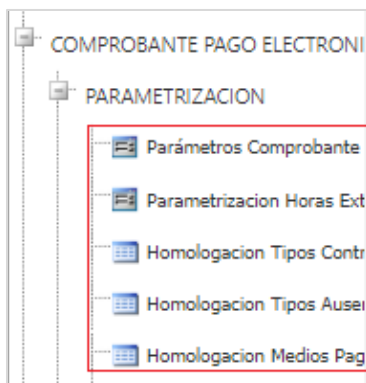 COMPROBANTE PAGO ELECTRONI
PARAMETRIZACION
Parámetros Comprobante
Parametrizacion Horas Ext
Homologacion Tipos Contr
Homologacion Tipos Auser
Homologacion Medios Pag